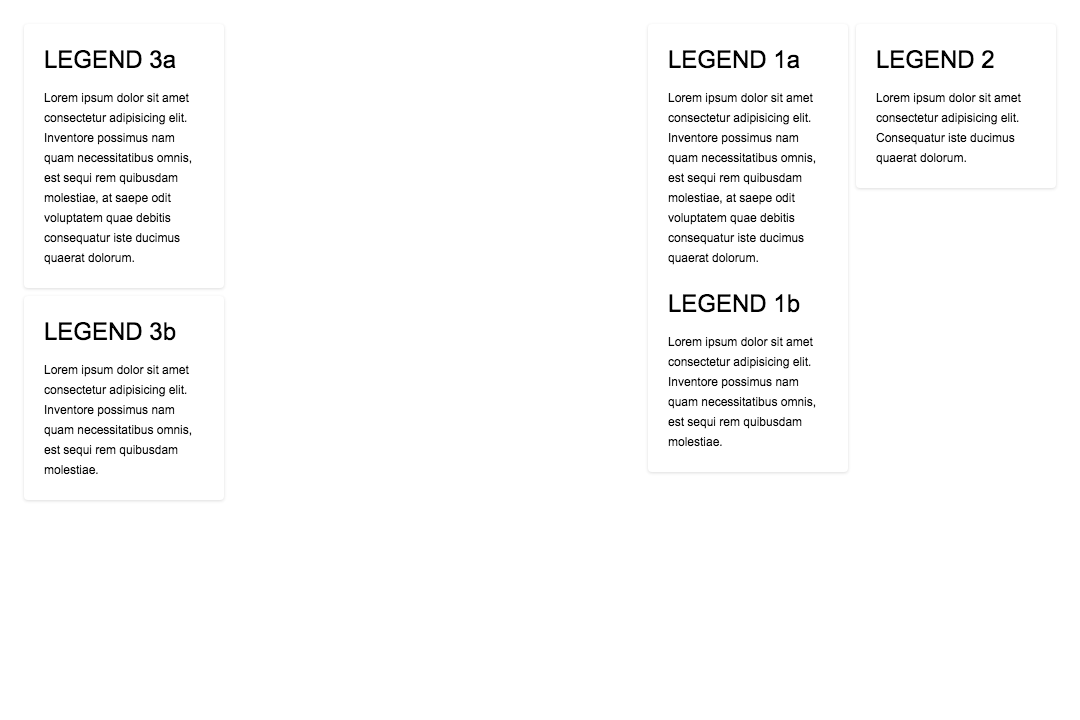 LEGEND 3a
Lorem ipsum dolor sit amet
consectetur adipisicing elit.
Inventore possimus nam
quam necessitatibus omnis,
est sequi rem quibusdam
molestiae, at saepe odit
voluptatem quae debitis
consequatur iste ducimus
quaerat dolorum.
LEGEND 3b
Lorem ipsum dolor sit amet
consectetur adipisicing elit.
Inventore possimus nam
quam necessitatibus omnis,
est sequi rem quibusdam
molestiae.
LEGEND 1a
Lorem ipsum dolor sit amet
consectetur adipisicing elit.
Inventore possimus nam
quam necessitatibus omnis,
est sequi rem quibusdam
molestiae, at saepe odit
voluptatem quae debitis
consequatur iste ducimus
quaerat dolorum.
LEGEND 1b
Lorem ipsum dolor sit amet
consectetur adipisicing elit.
Inventore possimus nam
quam necessitatibus omnis,
est sequi rem quibusdam
molestiae.
LEGEND 2
Lorem ipsum dolor sit amet
consectetur adipisicing elit.
Consequatur iste ducimus
quaerat dolorum.